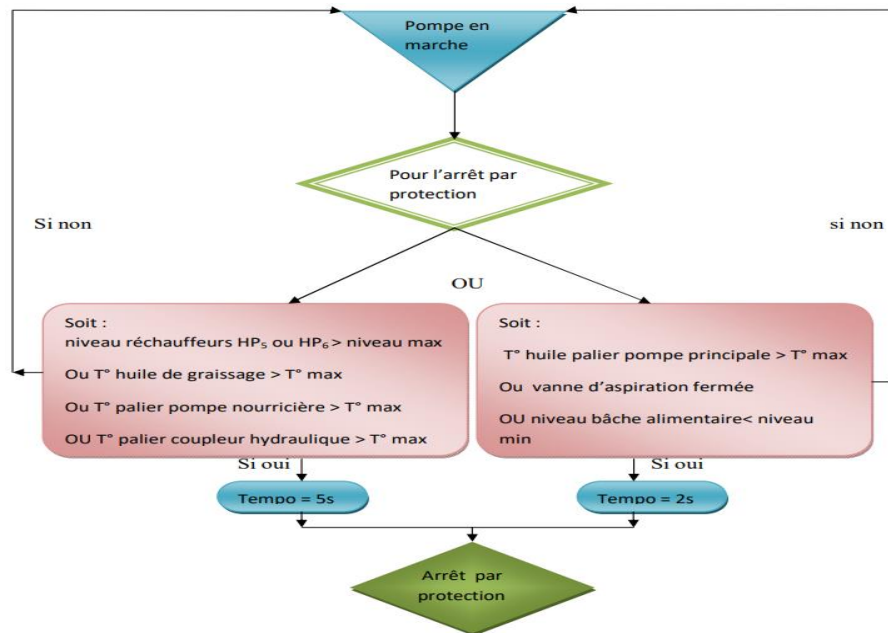 Pompe en
marche
Pour l'arrêt par
protection
Si non
si non
OU
Soit :
niveau réchauffeurs HP₅ ou HP₆ > niveau max
Ou T° huile de graissage > T° max
Ou T° palier pompe nourricière > T° max
OU T° palier coupleur hydraulique > T° max
Soit :
T° huile palier pompe principale > T° max
Ou vanne d'aspiration fermée
OU niveau bâche alimentaire< niveau
min
Si oui
Si oui
Tempo = 5s
Tempo = 2s
Arrêt par
protection